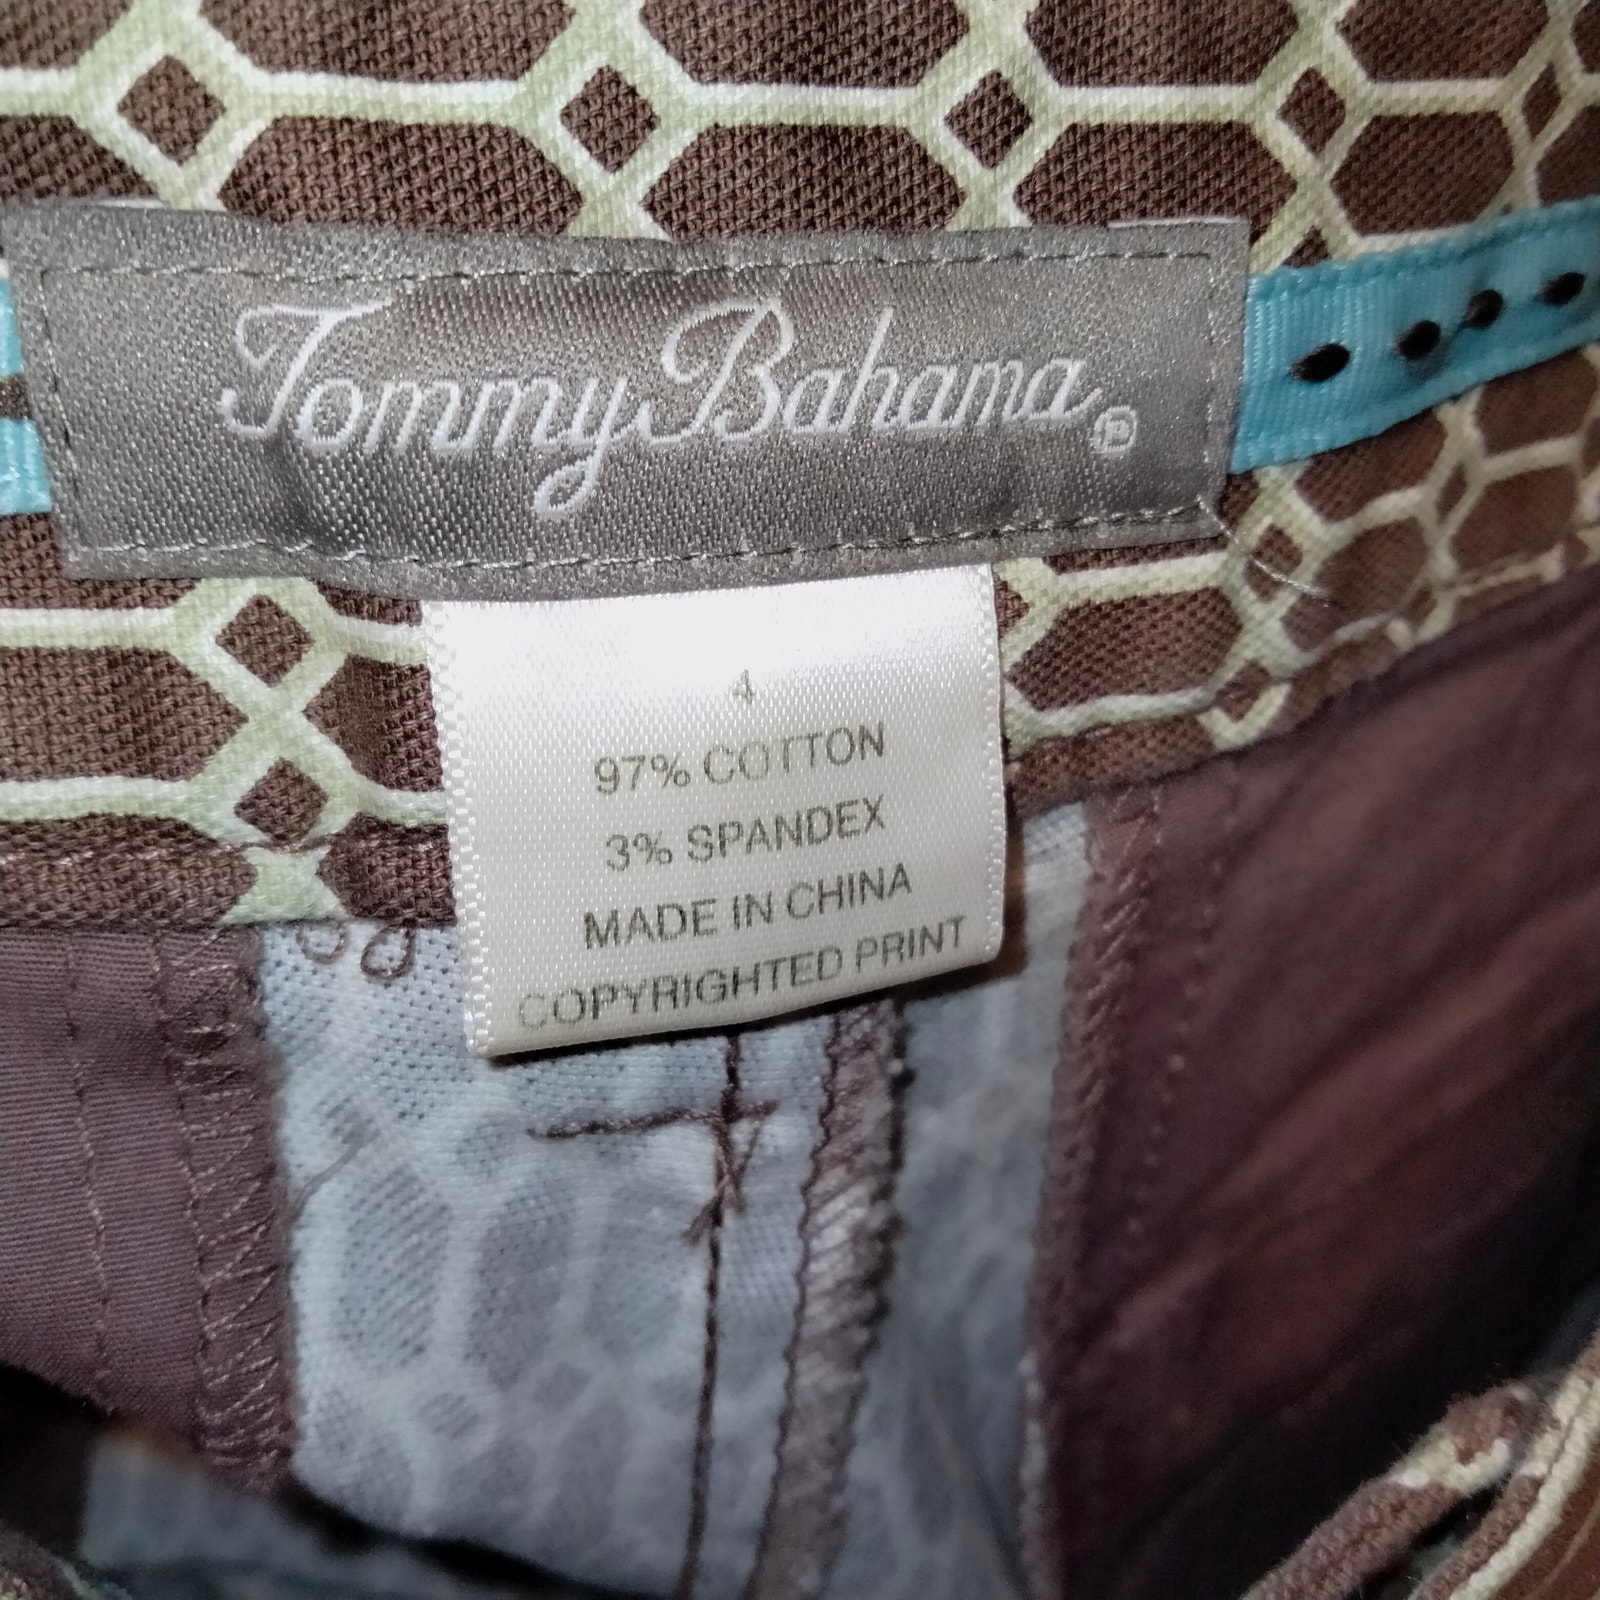 Tommy Bahama®
4
97% COTTON
3% SPANDEX
MADE IN CHINA
COPYRIGHTED PRINT